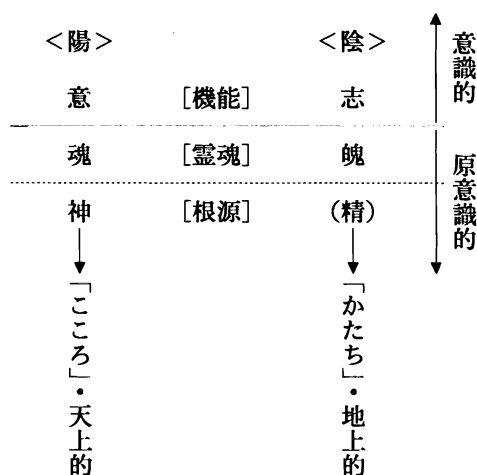 <陽> <陰>
意 [機能] 志
魂 [霊魂] 魄
神 [根源] (精)
「こころ」・天上的
「かたち」・地上的
意識的
原意識的